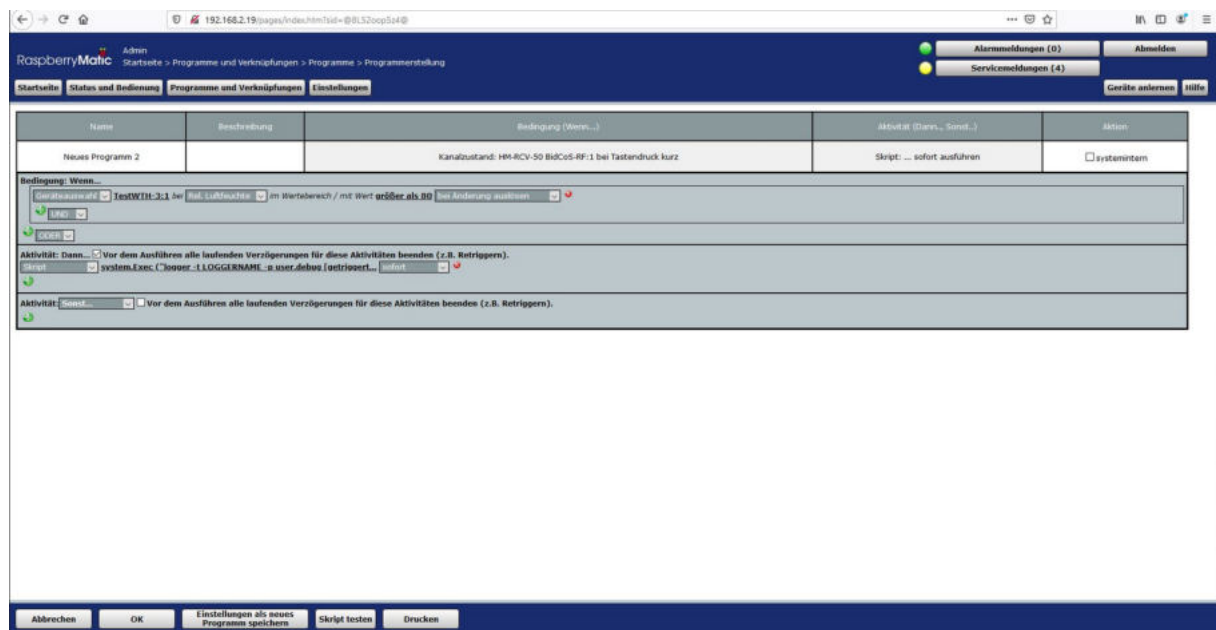 192.168.2.19/pages/index.htm?sid=@8L52oop5z4@
RaspberryMatic
Admin
Startseite > Programme und Verknüpfungen > Programme > Programmerstellung
Alarmmeldungen (0)
Abmelden
Servicemeldungen (4)
Startseite Status und Bedienung Programme und Verknüpfungen Einstellungen
Geräte anlernen Hilfe
Name Beschreibung Bedingung (Wenn...) Aktivität (Dann.., Sonst..) Aktion
Neues Programm 2 Kanalzustand: HM-RCV-50 BidCoS-RF:1 bei Tastendruck kurz Skript: ... sofort ausführen systemintern
Bedingung: Wenn...
Geräteauswahl TestWTH-3:1 bei Rel. Luftfeuchte im Wertebereich / mit Wert größer als 80 bei Änderung auslösen
UND
ODER
Aktivität: Dann... Vor dem Ausführen alle laufenden Verzögerungen für diese Aktivitäten beenden (z.B. Retriggern).
Skript system.Exec ("logger -t LOGGERNAME -p user.debug [getriggert... sofort
Aktivität: Sonst... Vor dem Ausführen alle laufenden Verzögerungen für diese Aktivitäten beenden (z.B. Retriggern).
Abbrechen OK Einstellungen als neues Programm speichern Skript testen Drucken